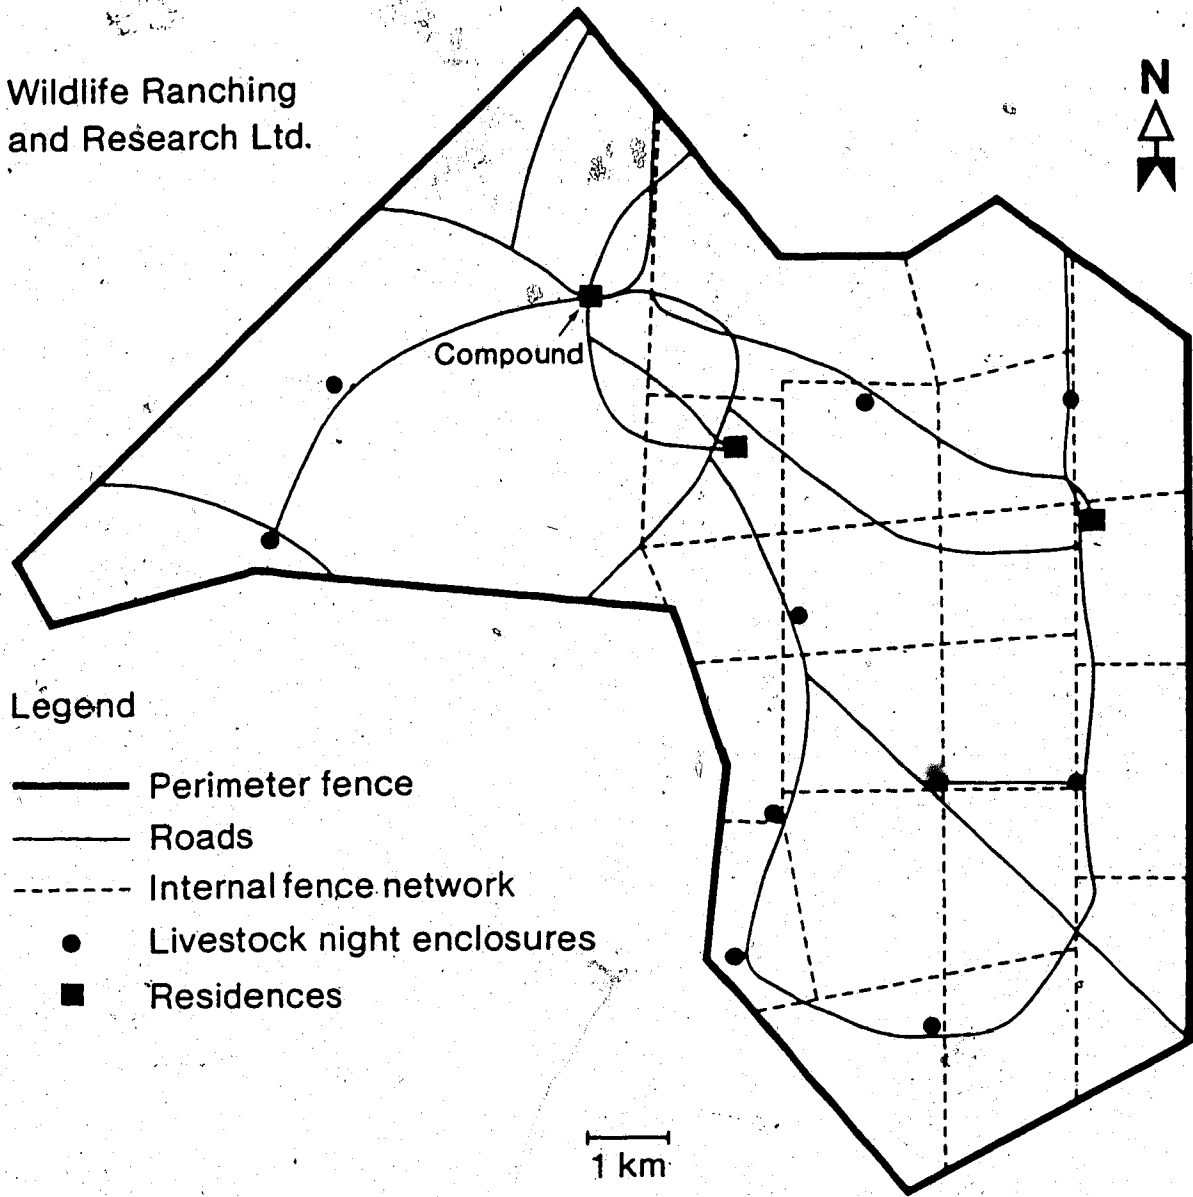 Wildlife Ranching
and Research Ltd.
N
Compound
Legend
Perimeter fence
Roads
Internal fence network
Livestock night enclosures
Residences
1 km